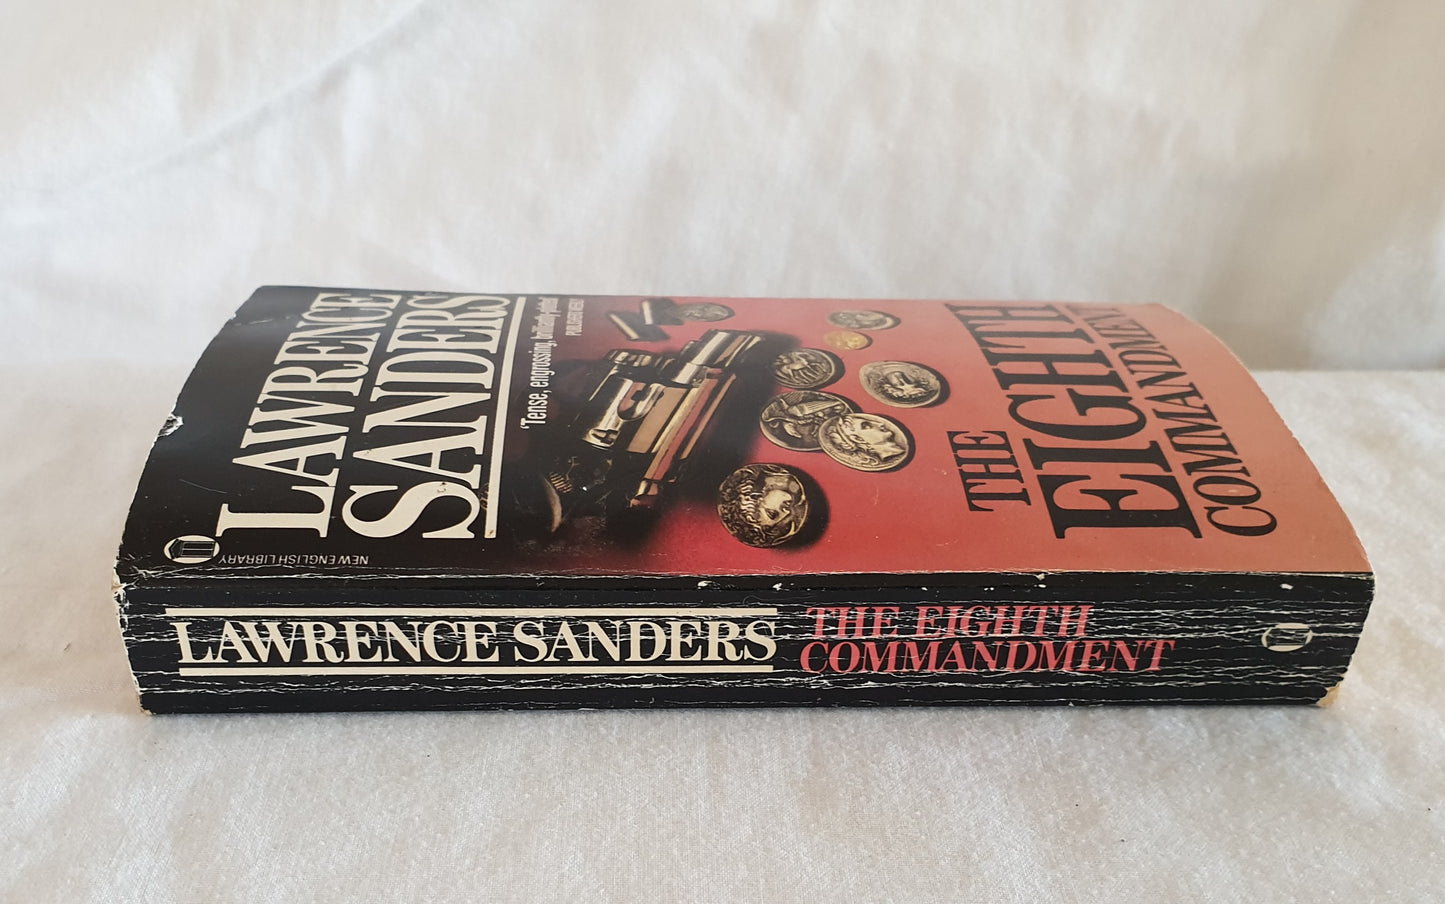 LAWRENCE
SANDERS
'Tense, engrossing, brilliantly-plotted'
PUBLISHERS WEEKLY
THE
EIGHTH
COMMANDMENT
NEW ENGLISH LIBRARY
LAWRENCE SANDERS
THE EIGHTH
COMMANDMENT